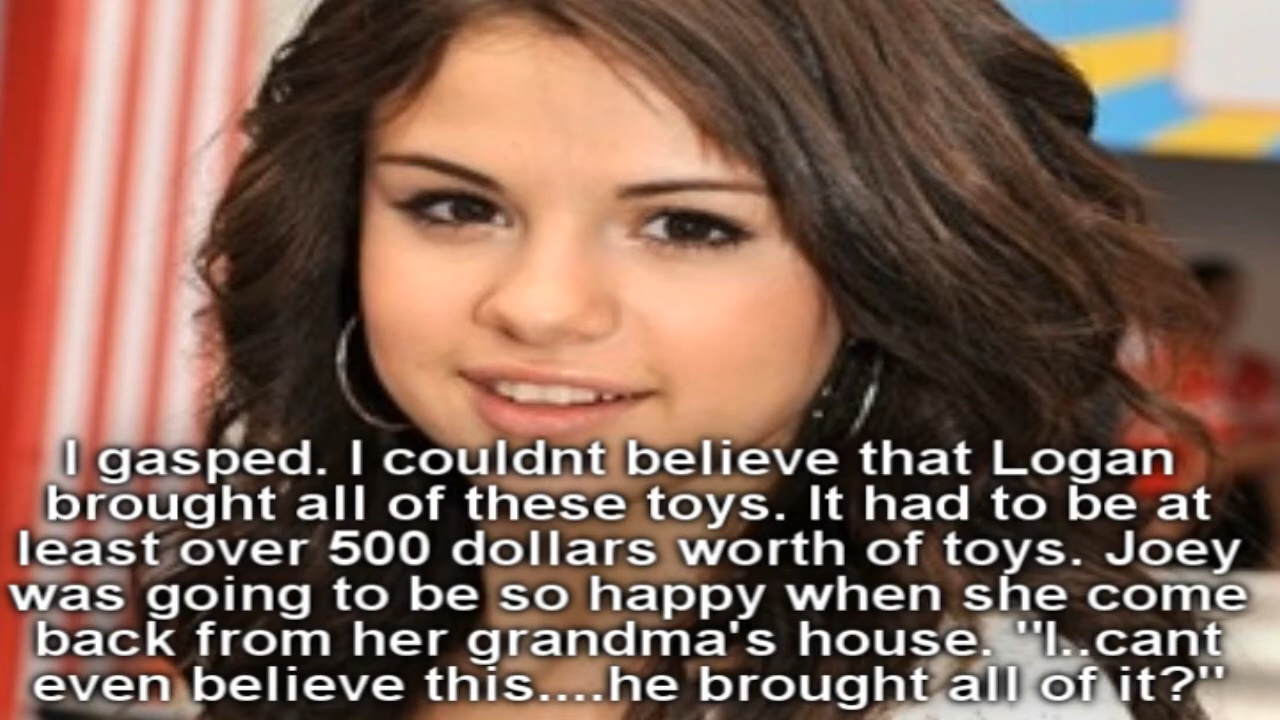 I gasped. I couldnt believe that Logan
brought all of these toys. It had to be at
least over 500 dollars worth of toys. Joey
was going to be so happy when she come
back from her grandma's house. ''I..cant
even believe this....he brought all of it?''